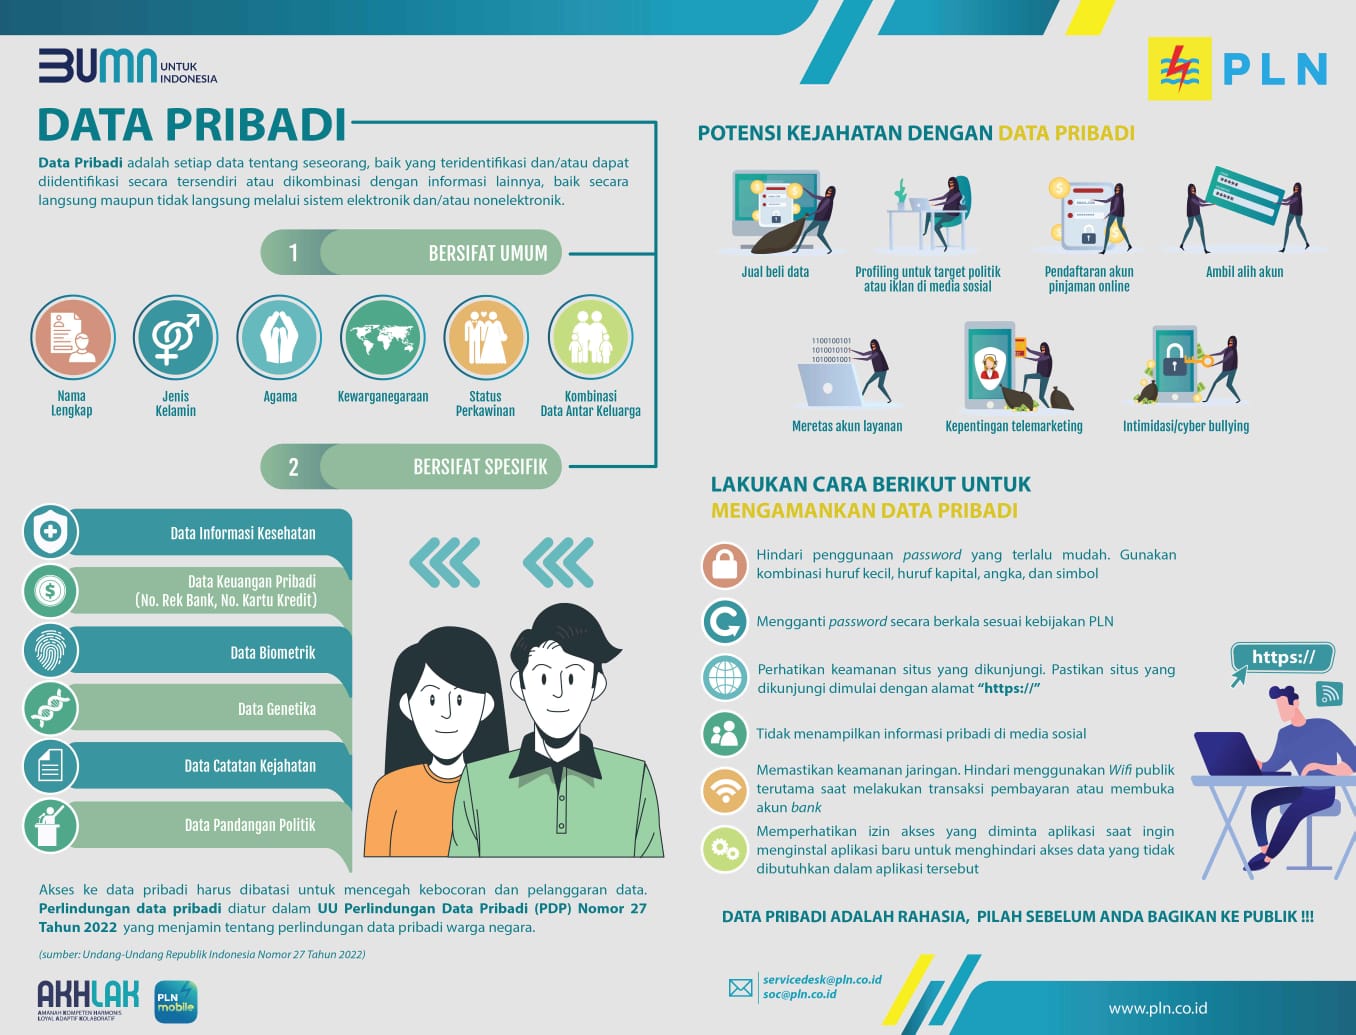 BUMN UNTUK
INDONESIA
PLN
DATA PRIBADI
Data Pribadi adalah setiap data tentang seseorang, baik yang teridentifikasi dan/atau dapat
diidentifikasi secara tersendiri atau dikombinasi dengan informasi lainnya, baik secara
langsung maupun tidak langsung melalui sistem elektronik dan/atau nonelektronik.
1 BERSIFAT UMUM
Nama
Lengkap
Jenis
Kelamin
Agama
Kewarganegaraan
Status
Perkawinan
Kombinasi
Data Antar Keluarga
2 BERSIFAT SPESIFIK
Data Informasi Kesehatan
Data Keuangan Pribadi
(No. Rek Bank, No. Kartu Kredit)
Data Biometrik
Data Genetika
Data Catatan Kejahatan
Data Pandangan Politik
Akses ke data pribadi harus dibatasi untuk mencegah kebocoran dan pelanggaran data.
Perlindungan data pribadi diatur dalam UU Perlindungan Data Pribadi (PDP) Nomor 27
Tahun 2022 yang menjamin tentang perlindungan data pribadi warga negara.
(sumber: Undang-Undang Republik Indonesia Nomor 27 Tahun 2022)
AKHLAK
AMANAH KOMPETEN HARMONIS
LOYAL ADAPTIF KOLABORATIF
PLN
mobile
POTENSI KEJAHATAN DENGAN DATA PRIBADI
Jual beli data
Profiling untuk target politik
atau iklan di media sosial
Pendaftaran akun
pinjaman online
Ambil alih akun
1100100101
1010010101
1010001001
Meretas akun layanan
Kepentingan telemarketing
Intimidasi/cyber bullying
LAKUKAN CARA BERIKUT UNTUK
MENGAMANKAN DATA PRIBADI
Hindari penggunaan password yang terlalu mudah. Gunakan
kombinasi huruf kecil, huruf kapital, angka, dan simbol
Mengganti password secara berkala sesuai kebijakan PLN
Perhatikan keamanan situs yang dikunjungi. Pastikan situs yang
dikunjungi dimulai dengan alamat “https://”
Tidak menampilkan informasi pribadi di media sosial
Memastikan keamanan jaringan. Hindari menggunakan Wifi publik
terutama saat melakukan transaksi pembayaran atau membuka
akun bank
Memperhatikan izin akses yang diminta aplikasi saat ingin
menginstal aplikasi baru untuk menghindari akses data yang tidak
dibutuhkan dalam aplikasi tersebut
https://
DATA PRIBADI ADALAH RAHASIA, PILAH SEBELUM ANDA BAGIKAN KE PUBLIK !!!
servicedesk@pln.co.id
soc@pln.co.id
www.pln.co.id